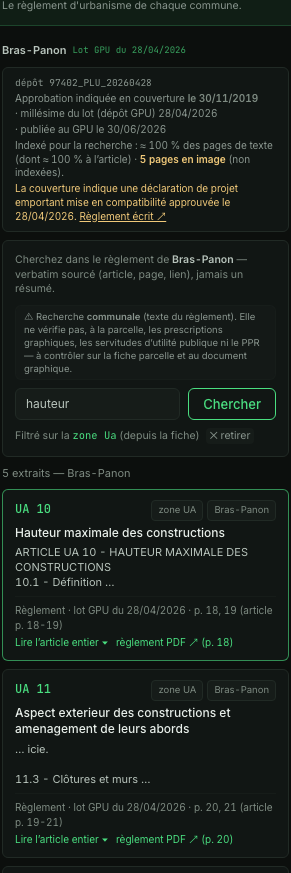 Le règlement d'urbanisme de chaque commune.
Bras-Panon Lot GPU du 28/04/2026
dépôt 97402_PLU_20260428
Approbation indiquée en couverture le 30/11/2019
· millésime du lot (dépôt GPU) 28/04/2026
· publiée au GPU le 30/06/2026
Indexé pour la recherche : ≈ 100 % des pages de texte
(dont ≈ 100 % à l'article) · 5 pages en image (non
indexées).
La couverture indique une déclaration de projet
emportant mise en compatibilité approuvée le
28/04/2026. Règlement écrit ↗
Cherchez dans le règlement de Bras-Panon —
verbatim sourcé (article, page, lien), jamais un
résumé.
⚠ Recherche communale (texte du règlement). Elle
ne vérifie pas, à la parcelle, les prescriptions
graphiques, les servitudes d'utilité publique ni le PPR
— à contrôler sur la fiche parcelle et au document
graphique.
hauteur Chercher
Filtré sur la zone Ua (depuis la fiche) ✕ retirer
5 extraits — Bras-Panon
UA 10 zone UA Bras-Panon
Hauteur maximale des constructions
ARTICLE UA 10 - HAUTEUR MAXIMALE DES
CONSTRUCTIONS
10.1 - Définition ...
Règlement · lot GPU du 28/04/2026 · p. 18, 19 (article
p. 18-19)
Lire l'article entier ▾ règlement PDF ↗ (p. 18)
UA 11 zone UA Bras-Panon
Aspect exterieur des constructions et
amenagement de leurs abords
... icie.
11.3 - Clôtures et murs ...
Règlement · lot GPU du 28/04/2026 · p. 20, 21 (article
p. 19-21)
Lire l'article entier ▾ règlement PDF ↗ (p. 20)